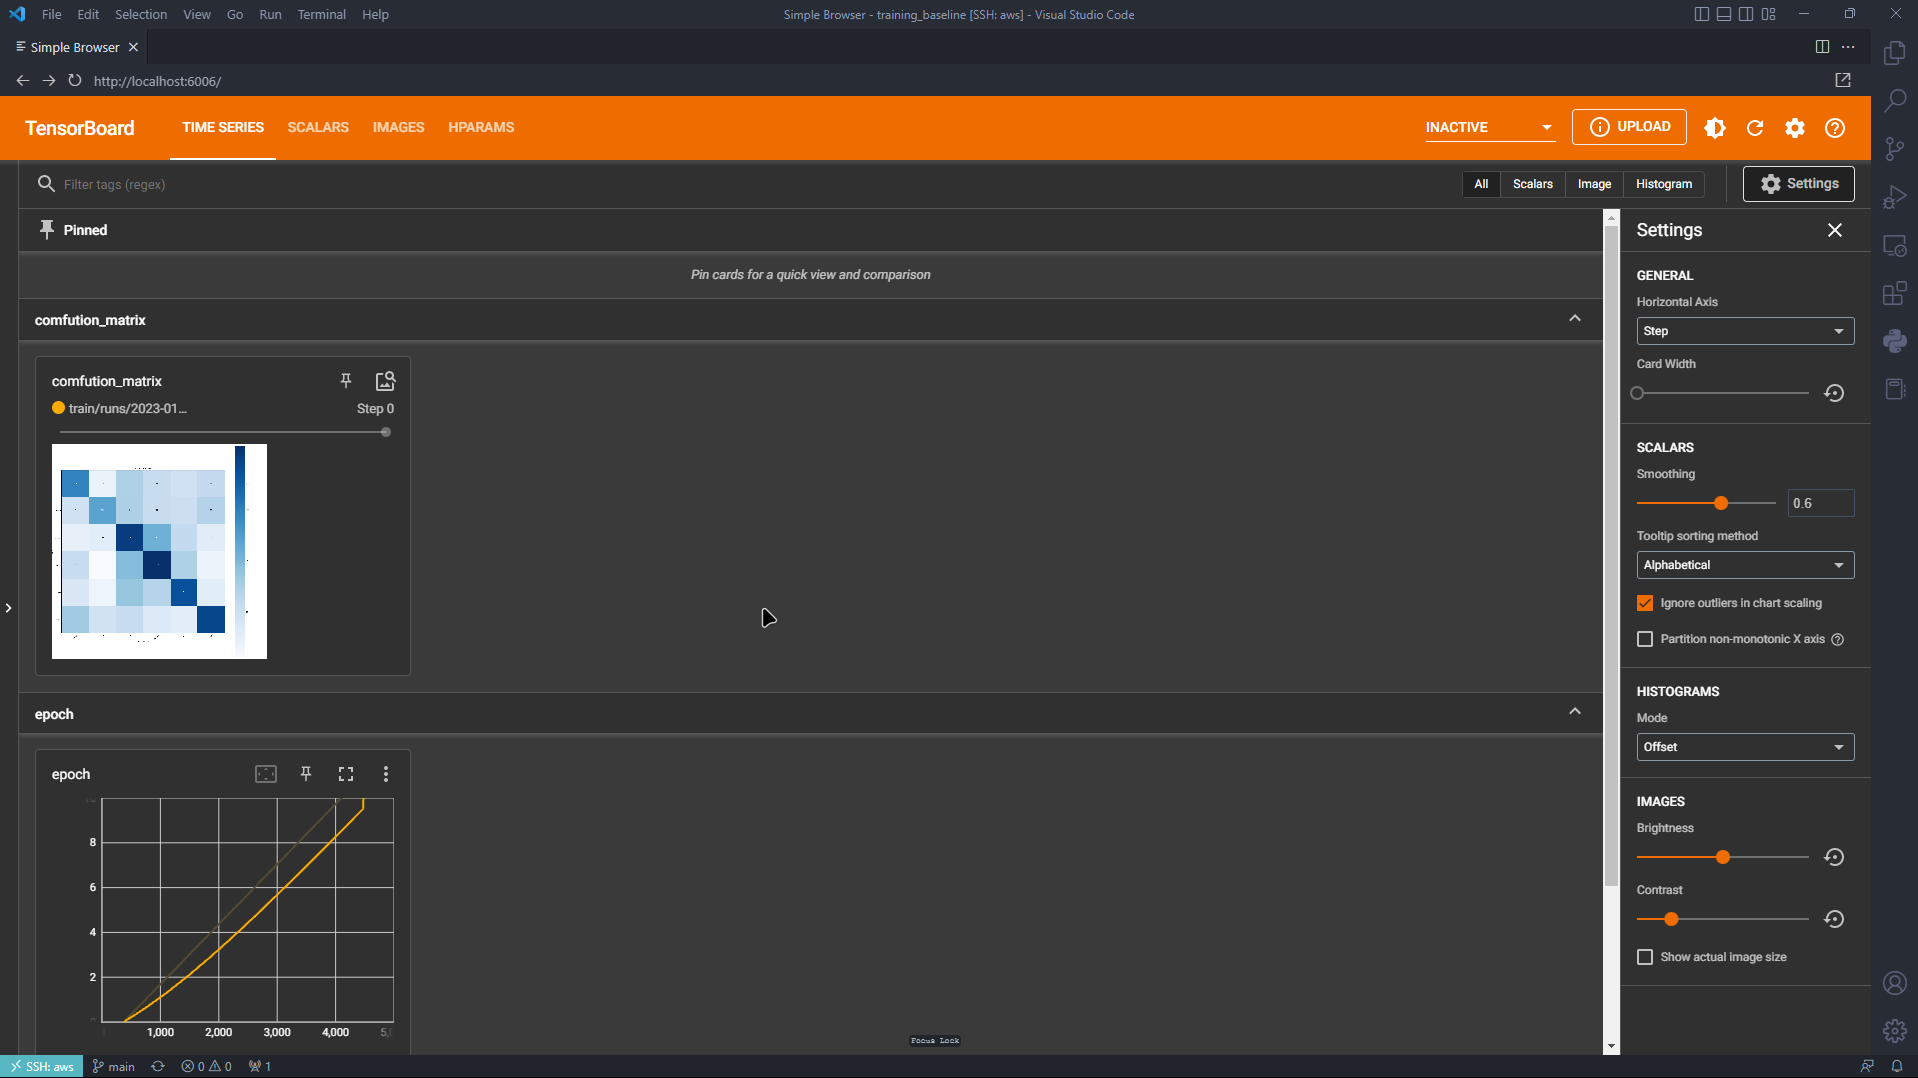 File Edit Selection View Go Run Terminal Help
Simple Browser - training_baseline [SSH: aws] - Visual Studio Code
Simple Browser
http://localhost:6006/
TensorBoard TIME SERIES SCALARS IMAGES HPARAMS INACTIVE UPLOAD
Filter tags (regex) All Scalars Image Histogram Settings
Pinned
Pin cards for a quick view and comparison
comfution_matrix
comfution_matrix
train/runs/2023-01... Step 0
epoch
epoch
8
6
4
2
1,000 2,000 3,000 4,000
Focus Lock
Settings
GENERAL
Horizontal Axis
Step
Card Width
SCALARS
Smoothing
0.6
Tooltip sorting method
Alphabetical
Ignore outliers in chart scaling
Partition non-monotonic X axis
HISTOGRAMS
Mode
Offset
IMAGES
Brightness
Contrast
Show actual image size
SSH: aws main 0 0 1